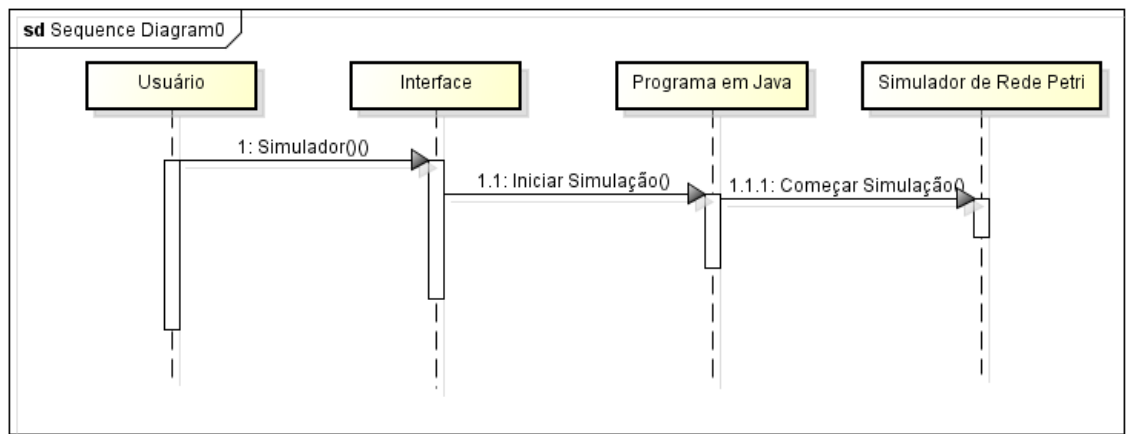 sd Sequence Diagram0
Usuário
Interface
Programa em Java
Simulador de Rede Petri
1: Simulador()()
1.1: Iniciar Simulação()
1.1.1: Começar Simulação()